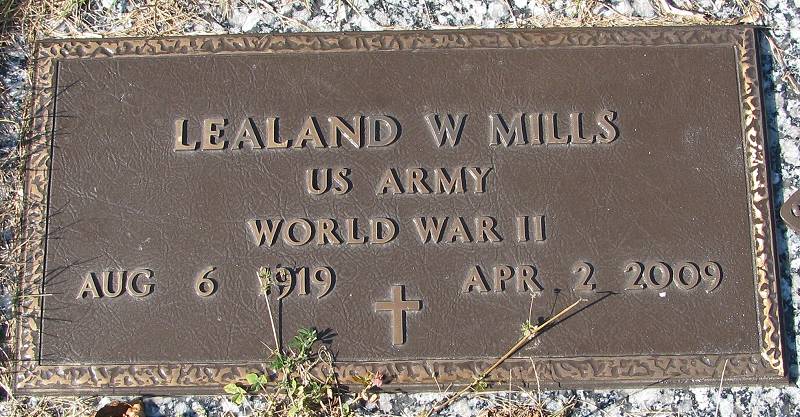 LEALAND W MILLS
US ARMY
WORLD WAR II
AUG 6 1919 APR 2 2009